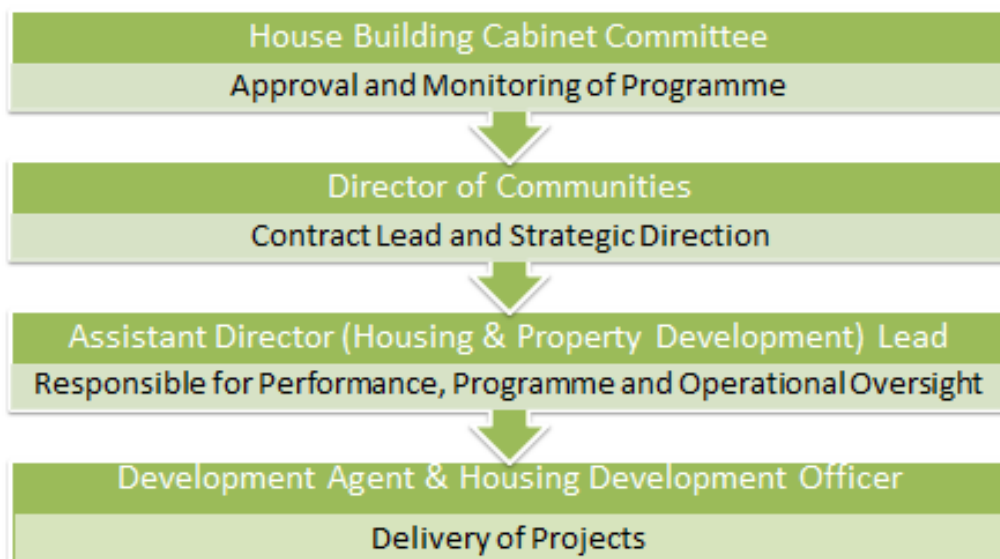 House Building Cabinet Committee
Approval and Monitoring of Programme
Director of Communities
Contract Lead and Strategic Direction
Assistant Director (Housing & Property Development) Lead
Responsible for Performance, Programme and Operational Oversight
Development Agent & Housing Development Officer
Delivery of Projects